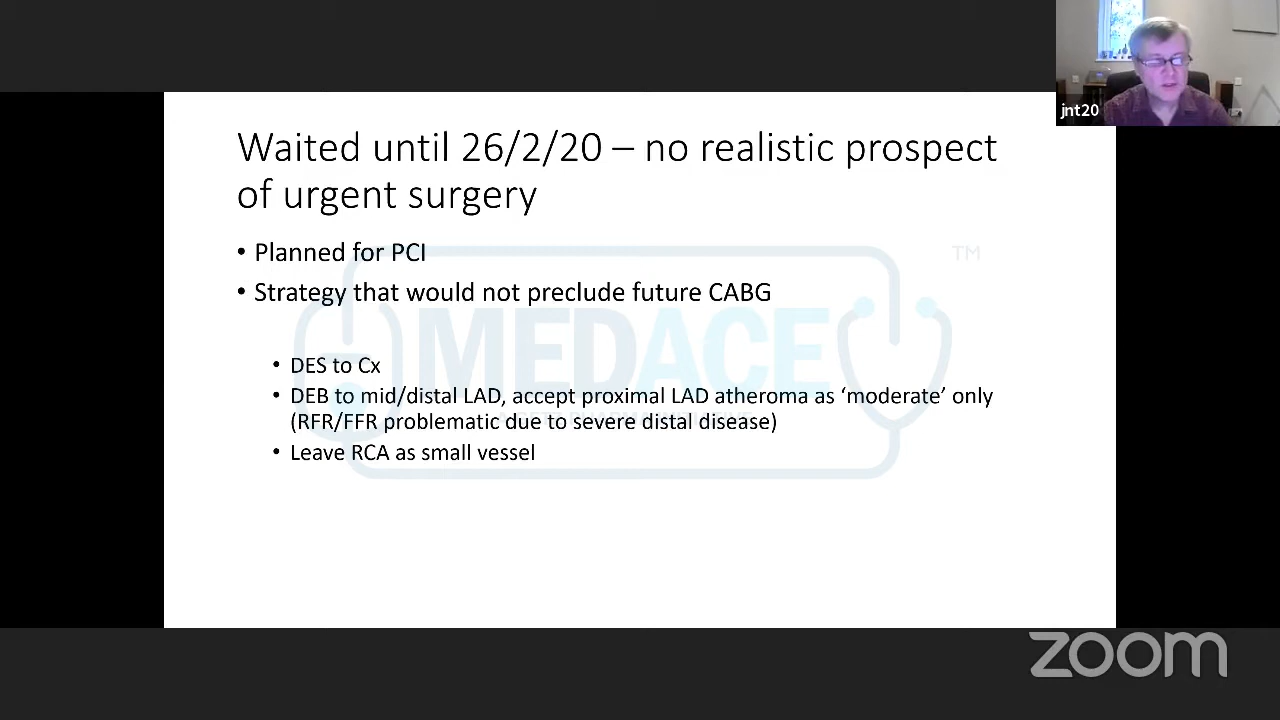 jnt20
Waited until 26/2/20 – no realistic prospect
of urgent surgery
• Planned for PCI
• Strategy that would not preclude future CABG
• DES to Cx
• DEB to mid/distal LAD, accept proximal LAD atheroma as ‘moderate’ only
(RFR/FFR problematic due to severe distal disease)
• Leave RCA as small vessel
MEDACE
TM
zoom